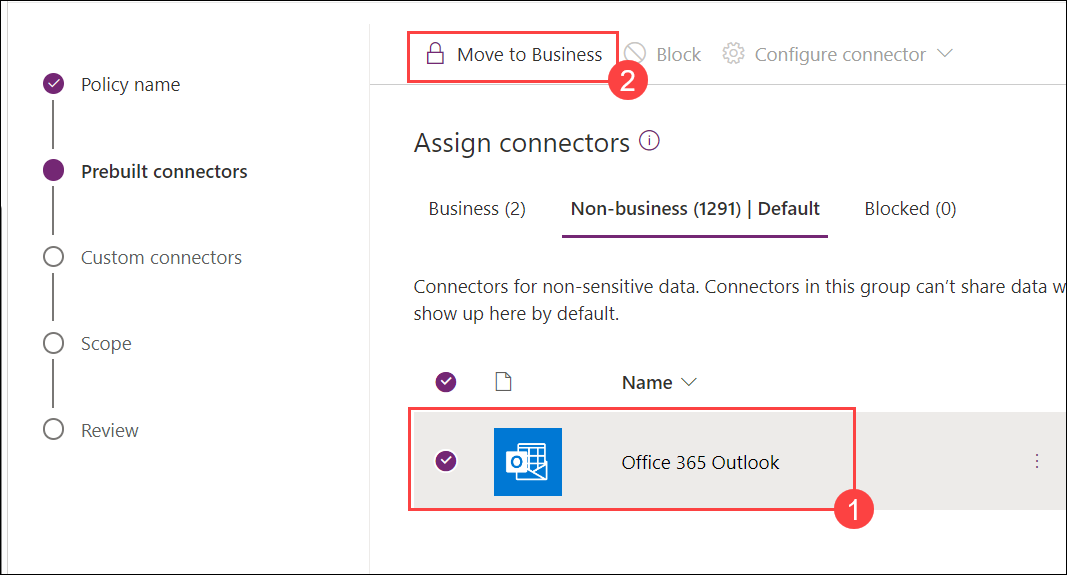 Move to Business
Block
Configure connector
2
Policy name
Prebuilt connectors
Custom connectors
Scope
Review
Assign connectors
Business (2)
Non-business (1291) | Default
Blocked (0)
Connectors for non-sensitive data. Connectors in this group can't share data w
show up here by default.
Name
Office 365 Outlook
1